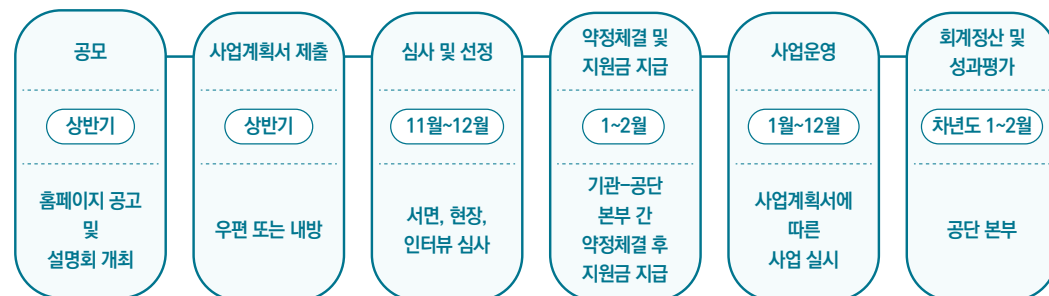 공모
상반기
홈페이지 공고
및
설명회 개최
사업계획서 제출
상반기
우편 또는 내방
심사 및 선정
11월~12월
서면, 현장,
인터뷰 심사
약정체결 및
지원금 지급
1~2월
기관-공단
본부 간
약정체결 후
지원금 지급
사업운영
1월~12월
사업계획서에
따른
사업 실시
회계정산 및
성과평가
차년도 1~2월
공단 본부